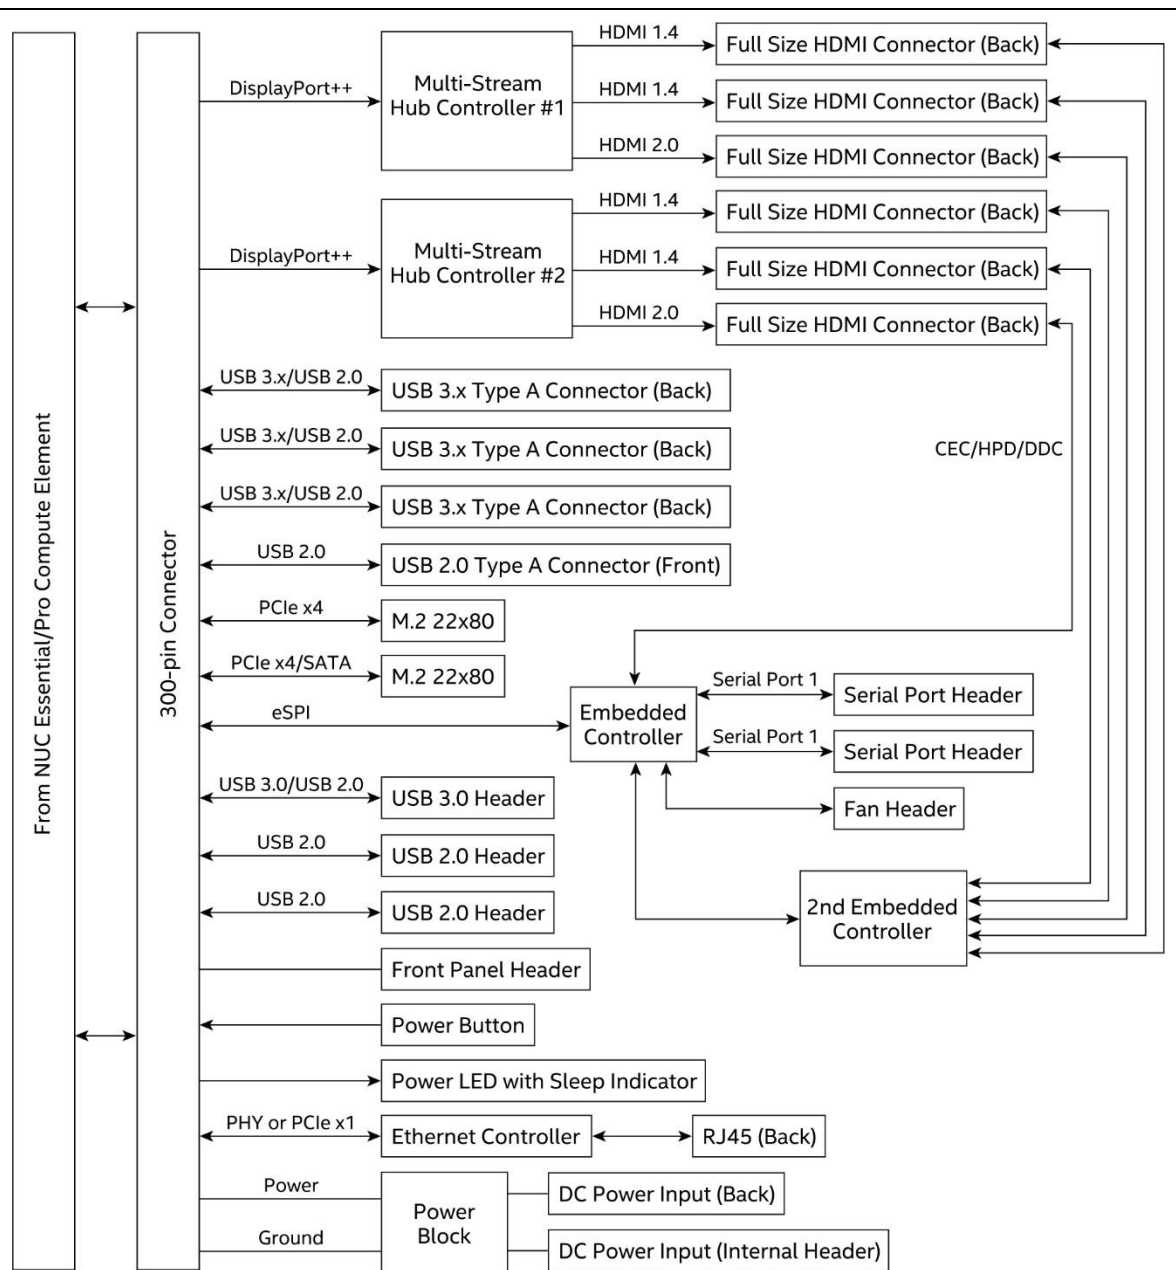 From NUC Essential/Pro Compute Element
300-pin Connector
DisplayPort++
Multi-Stream
Hub Controller #1
HDMI 1.4
Full Size HDMI Connector (Back)
HDMI 1.4
Full Size HDMI Connector (Back)
HDMI 2.0
Full Size HDMI Connector (Back)
DisplayPort++
Multi-Stream
Hub Controller #2
HDMI 1.4
Full Size HDMI Connector (Back)
HDMI 1.4
Full Size HDMI Connector (Back)
HDMI 2.0
Full Size HDMI Connector (Back)
USB 3.x/USB 2.0
USB 3.x Type A Connector (Back)
USB 3.x/USB 2.0
USB 3.x Type A Connector (Back)
CEC/HPD/DDC
USB 3.x/USB 2.0
USB 3.x Type A Connector (Back)
USB 2.0
USB 2.0 Type A Connector (Front)
PCIe x4
M.2 22x80
PCIe x4/SATA
M.2 22x80
eSPI
Embedded
Controller
Serial Port 1
Serial Port Header
Serial Port 1
Serial Port Header
Fan Header
USB 3.0/USB 2.0
USB 3.0 Header
USB 2.0
USB 2.0 Header
USB 2.0
USB 2.0 Header
2nd Embedded
Controller
Front Panel Header
Power Button
Power LED with Sleep Indicator
PHY or PCIe x1
Ethernet Controller
RJ45 (Back)
Power
Ground
Power
Block
DC Power Input (Back)
DC Power Input (Internal Header)